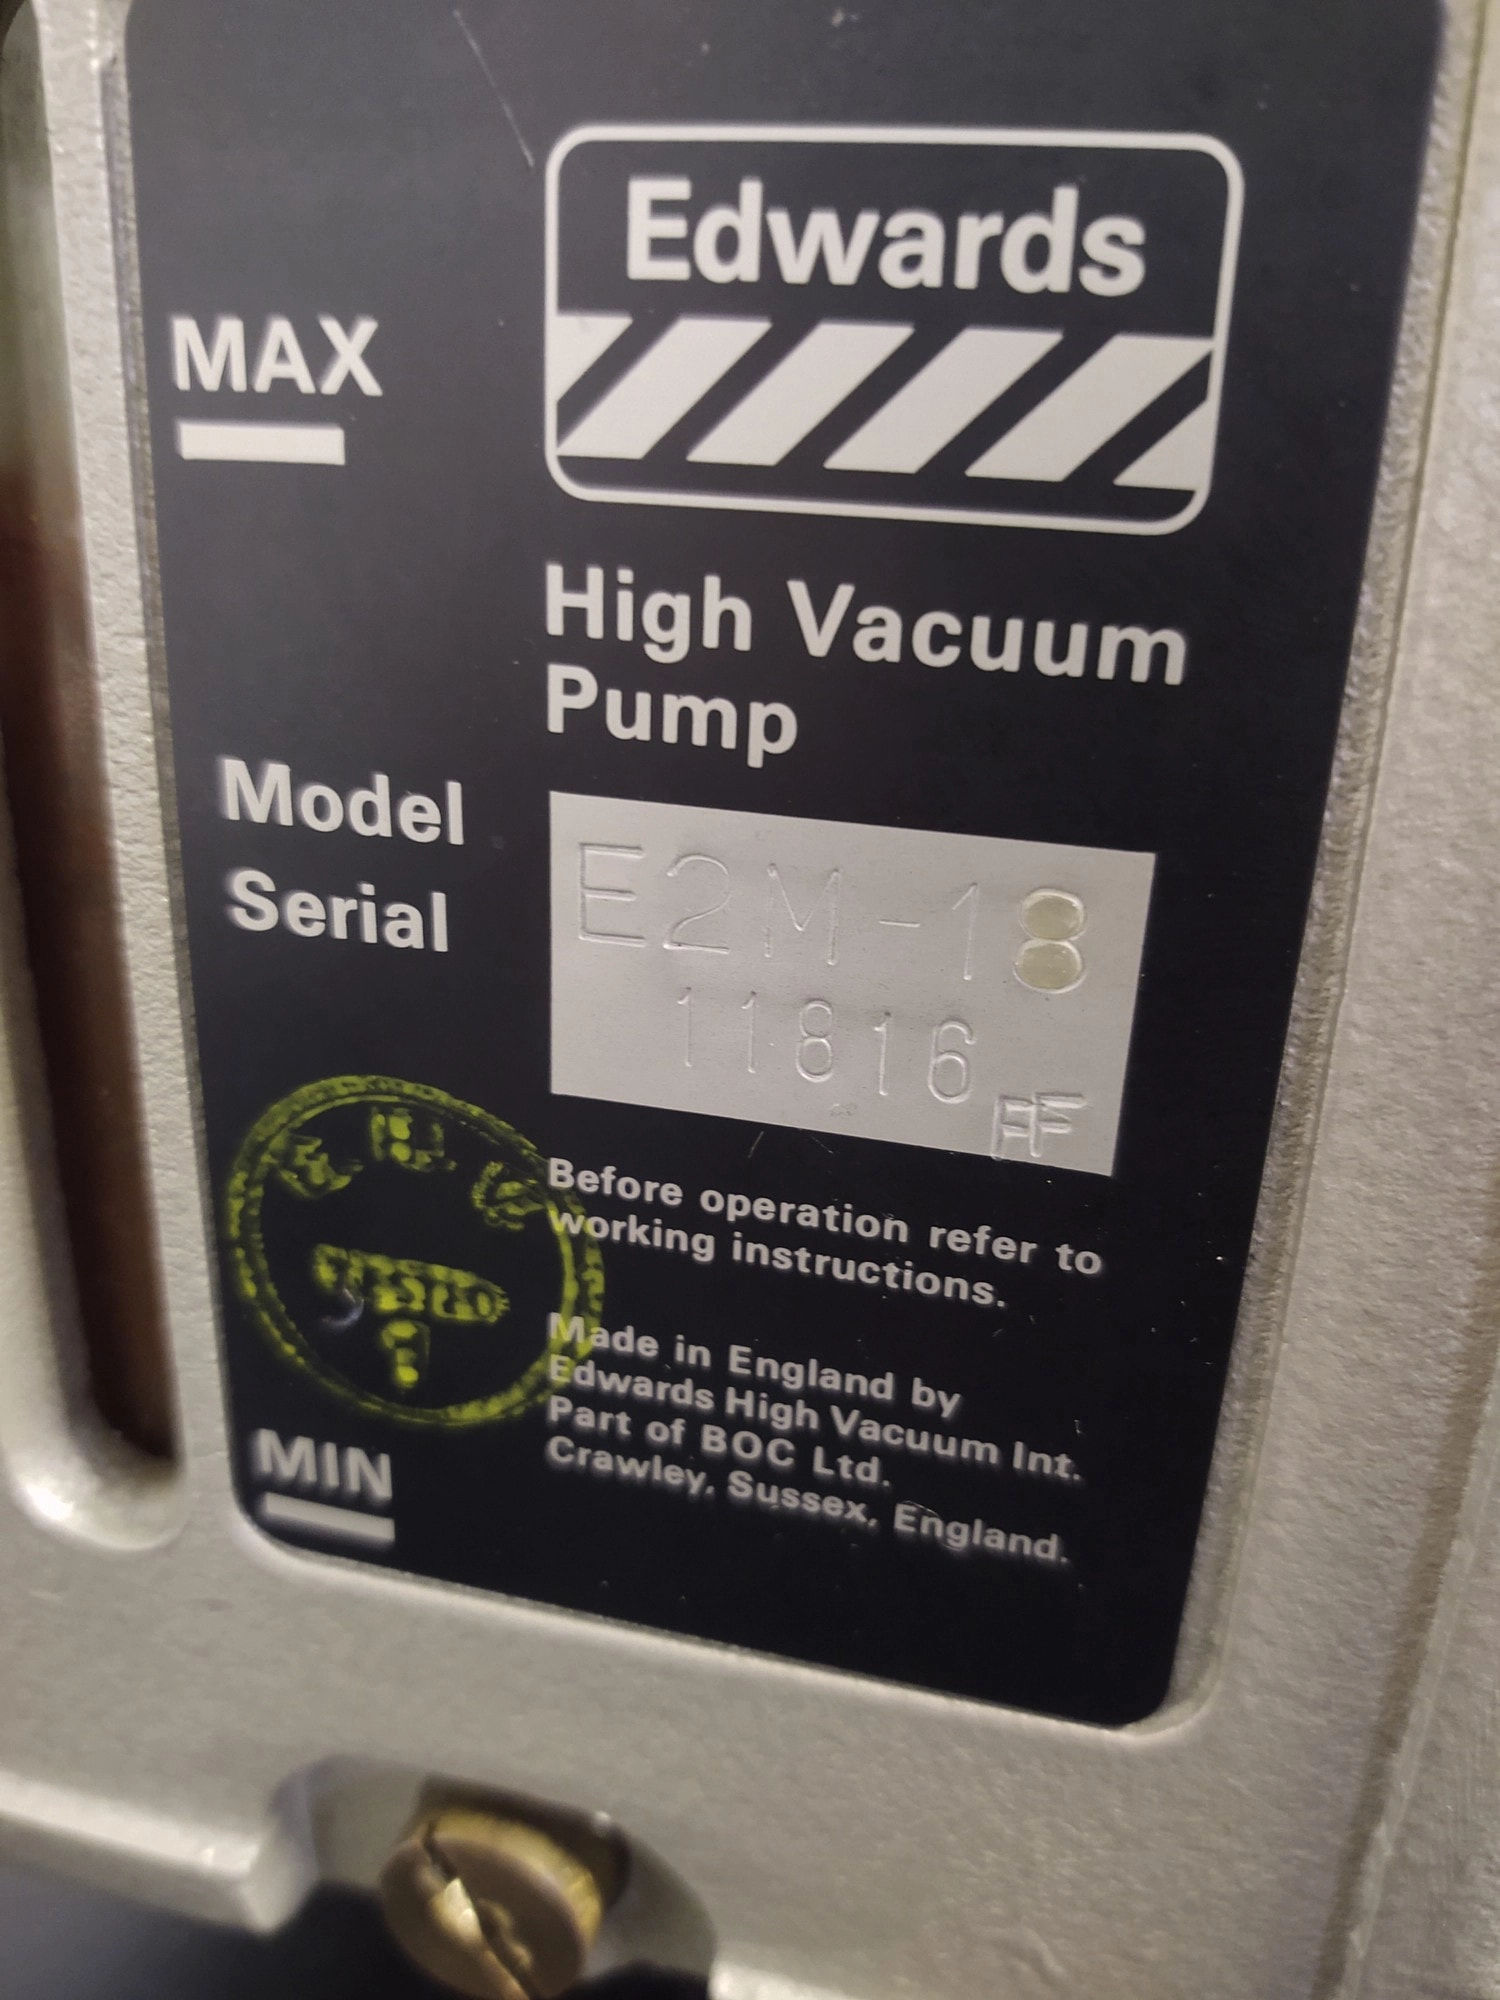 Edwards
MAX
High Vacuum
Pump
Model E2M-18
Serial 11816
FF
Before operation refer to
working instructions.
Made in England by
Edwards High Vacuum Int.
Part of BOC Ltd.
Crawley, Sussex, England.
MIN